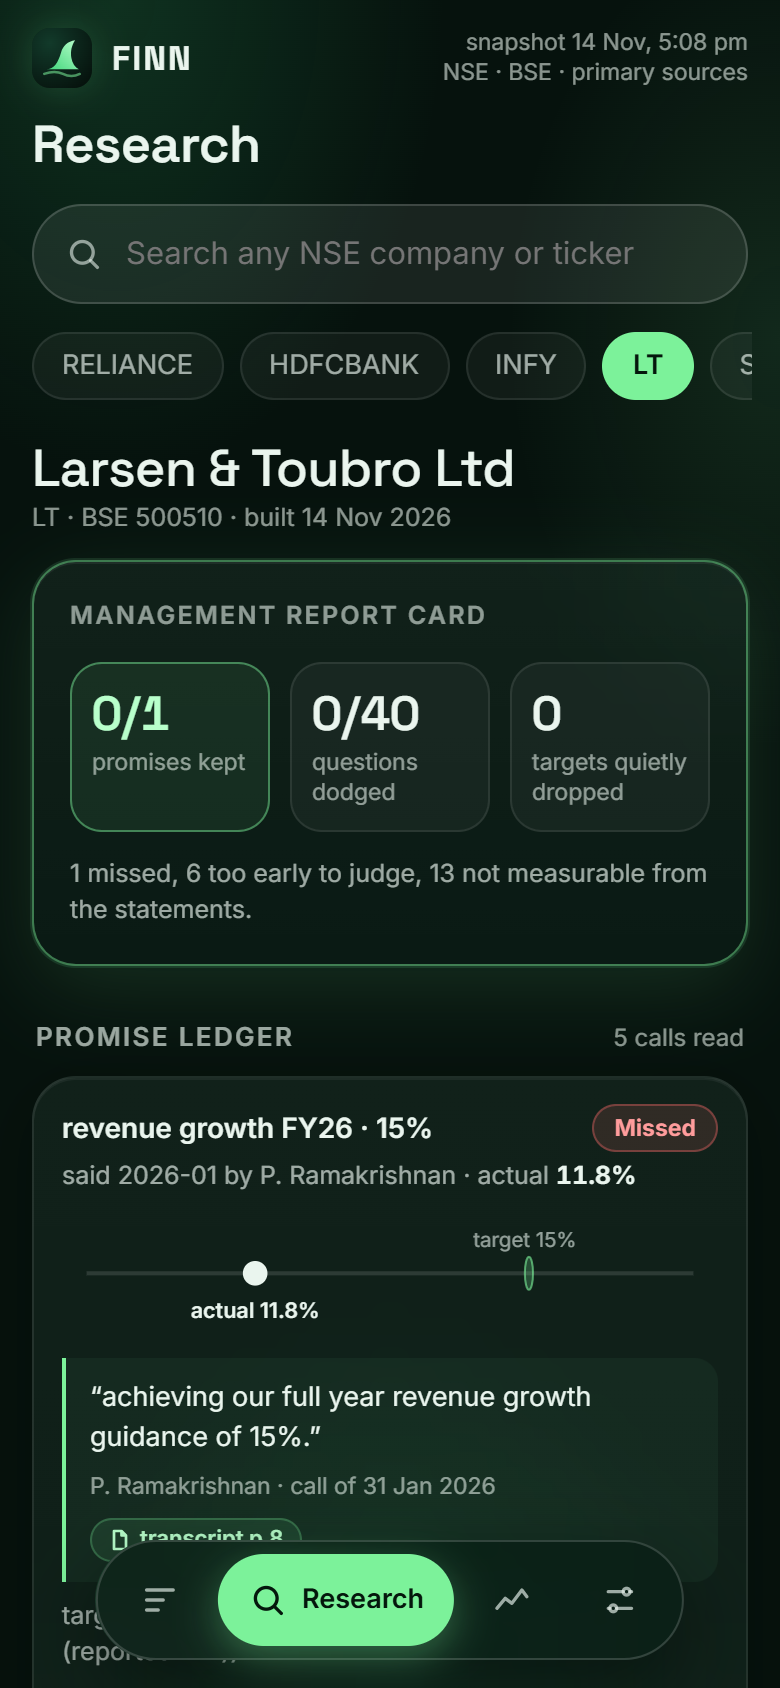 FINN
snapshot 14 Nov, 5:08 pm
NSE · BSE · primary sources
Research
Search any NSE company or ticker
RELIANCE
HDFCBANK
INFY
LT
S
Larsen & Toubro Ltd
LT · BSE 500510 · built 14 Nov 2026
MANAGEMENT REPORT CARD
0/1
promises kept
0/40
questions
dodged
0
targets quietly
dropped
1 missed, 6 too early to judge, 13 not measurable from
the statements.
PROMISE LEDGER
5 calls read
revenue growth FY26 · 15%
Missed
said 2026-01 by P. Ramakrishnan · actual 11.8%
target 15%
actual 11.8%
“achieving our full year revenue growth
guidance of 15%.”
P. Ramakrishnan · call of 31 Jan 2026
transcript p.8
Research